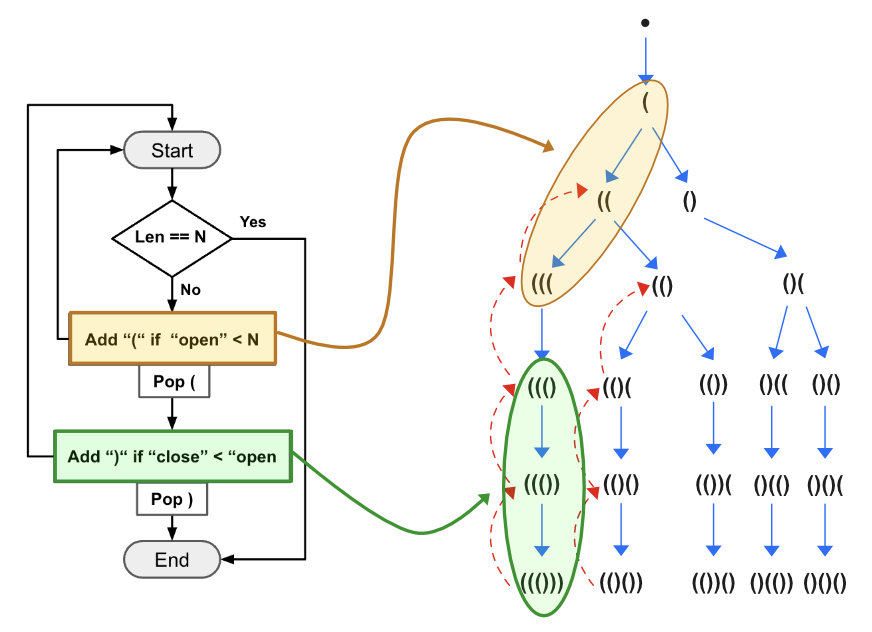 Start
Len == N
Yes
No
Add “(“ if “open” < N
Pop (
Add “)“ if “close” < “open
Pop )
End
(
((
()
(((
(()
()(
((()
(()(
(())
()((
()()
((())
(()()
(())(
()(()
()()(
((()))
(()())
(())()
()(())
()()()